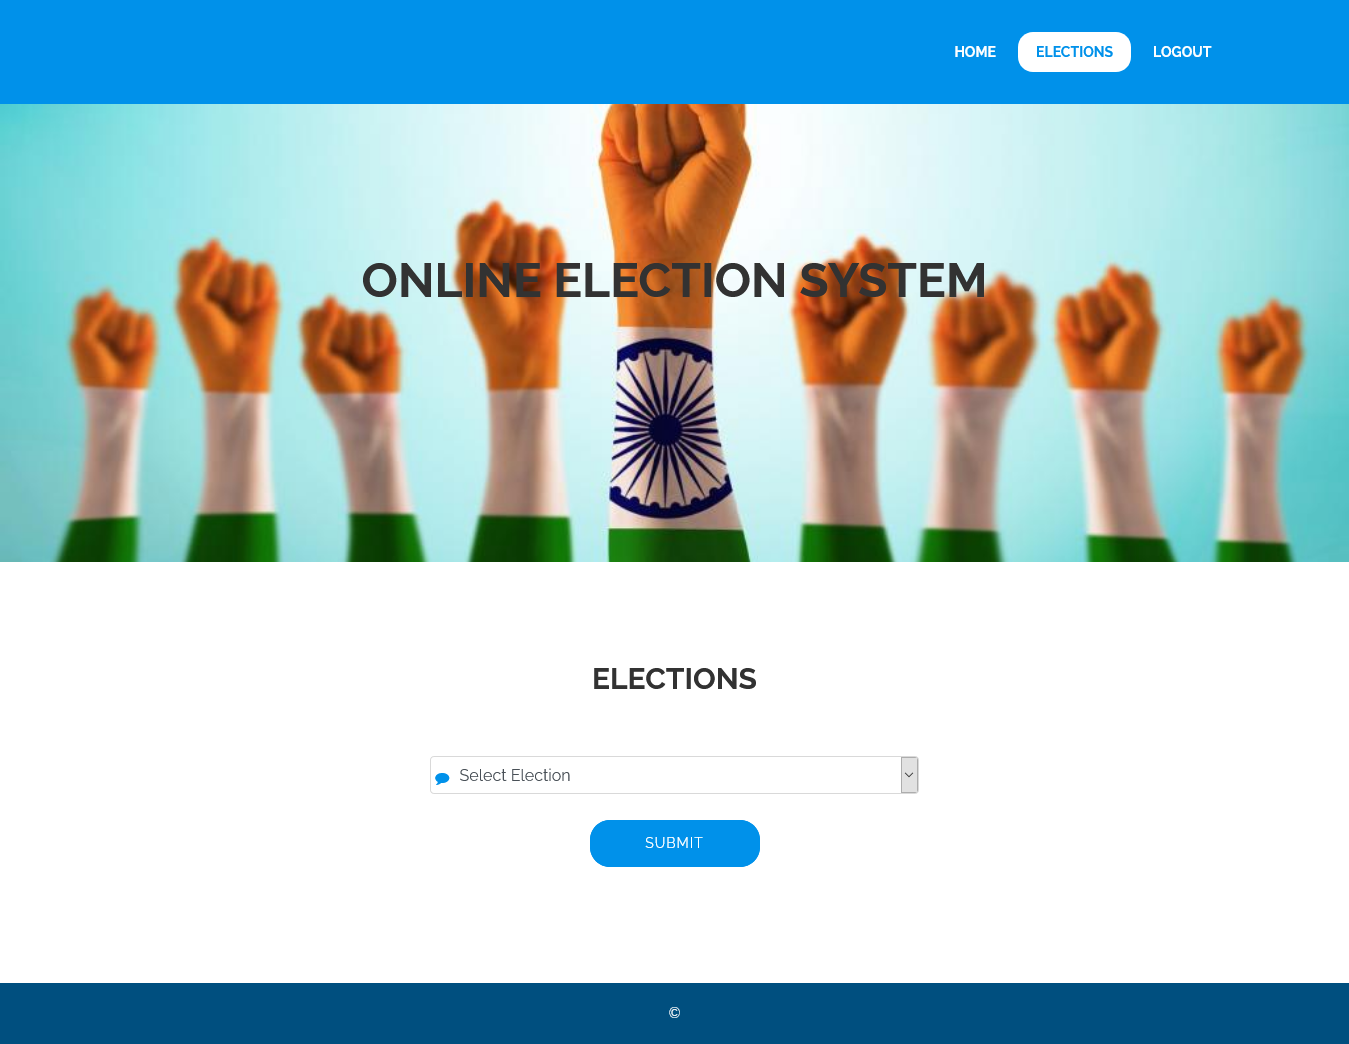 HOME ELECTIONS LOGOUT
ONLINE ELECTION SYSTEM
ELECTIONS
Select Election
SUBMIT
©